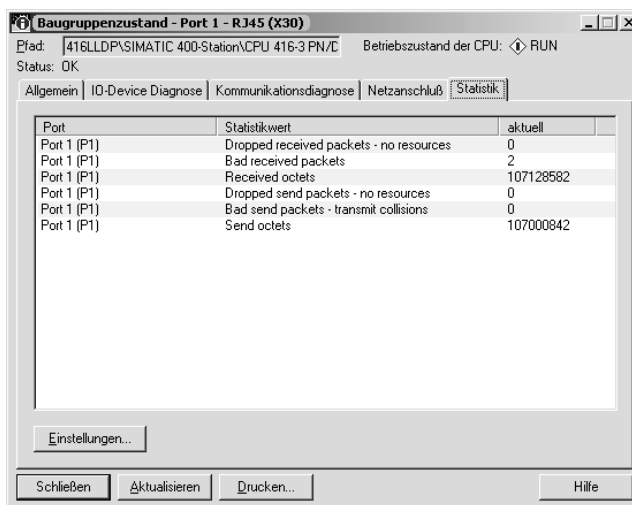 Baugruppenzustand - Port 1 - RJ45 (X30)
Pfad: 416LLDP\SIMATIC 400-Station\CPU 416-3 PN/D Betriebszustand der CPU: RUN
Status: OK
Allgemein IO-Device Diagnose Kommunikationsdiagnose Netzanschluß Statistik
Port Statistikwert aktuell
Port 1 (P1) Dropped received packets - no resources 0
Port 1 (P1) Bad received packets 2
Port 1 (P1) Received octets 107128582
Port 1 (P1) Dropped send packets - no resources 0
Port 1 (P1) Bad send packets - transmit collisions 0
Port 1 (P1) Send octets 107000842
Einstellungen...
Schließen Aktualisieren Drucken... Hilfe